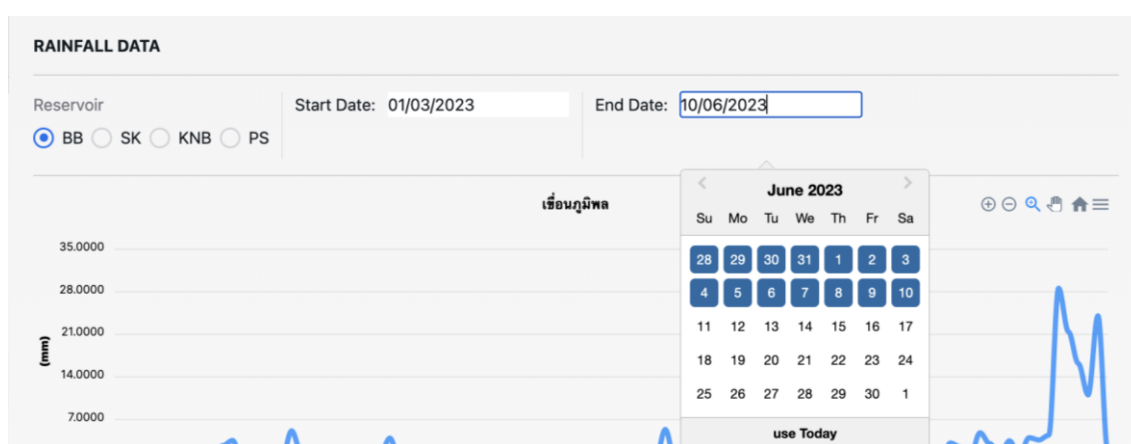 RAINFALL DATA
Reservoir
BB SK KNB PS
Start Date: 01/03/2023
End Date: 10/06/2023
เขื่อนภูมิพล
June 2023
Su Mo Tu We Th Fr Sa
28 29 30 31 1 2 3
4 5 6 7 8 9 10
11 12 13 14 15 16 17
18 19 20 21 22 23 24
25 26 27 28 29 30 1
use Today
35.0000
28.0000
21.0000
14.0000
7.0000
(mm)